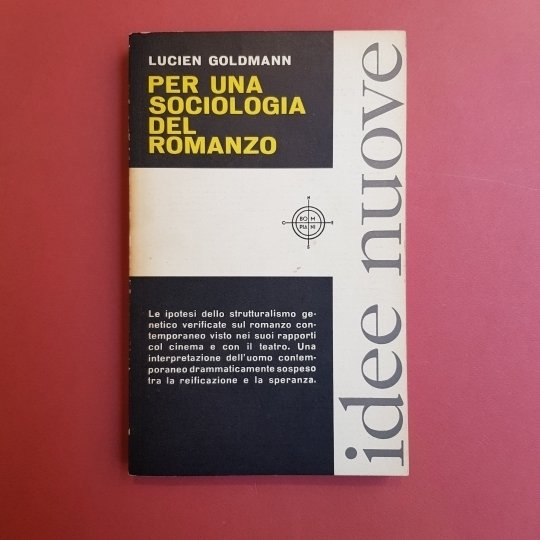 LUCIEN GOLDMANN
PER UNA
SOCIOLOGIA
DEL
ROMANZO
idee nuove
BOM
PIANI
Le ipotesi dello strutturalismo ge-
netico verificate sul romanzo con-
temporaneo visto nei suoi rapporti
col cinema e con il teatro. Una
interpretazione dell'uomo contem-
poraneo drammaticamente sospeso
tra la reificazione e la speranza.